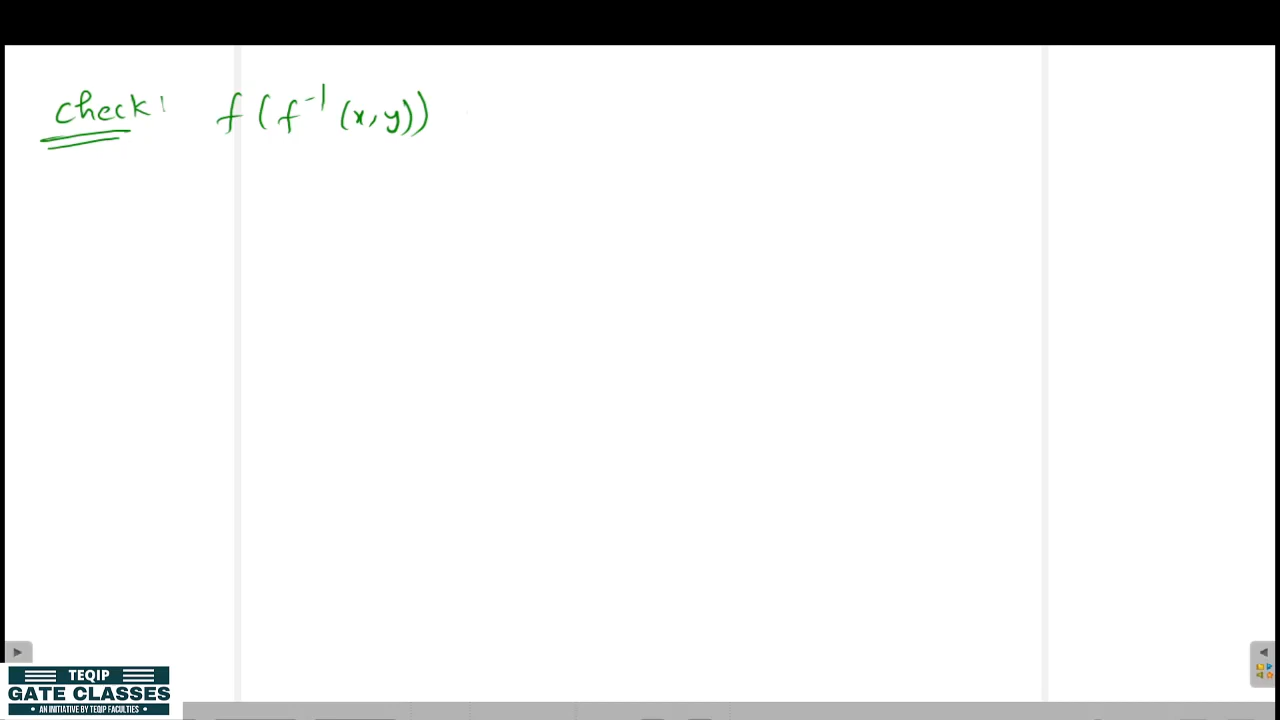 check: f(f⁻¹(x,y))
TEQIP
GATE CLASSES
• AN INITIATIVE BY TEQIP FACULTIES •